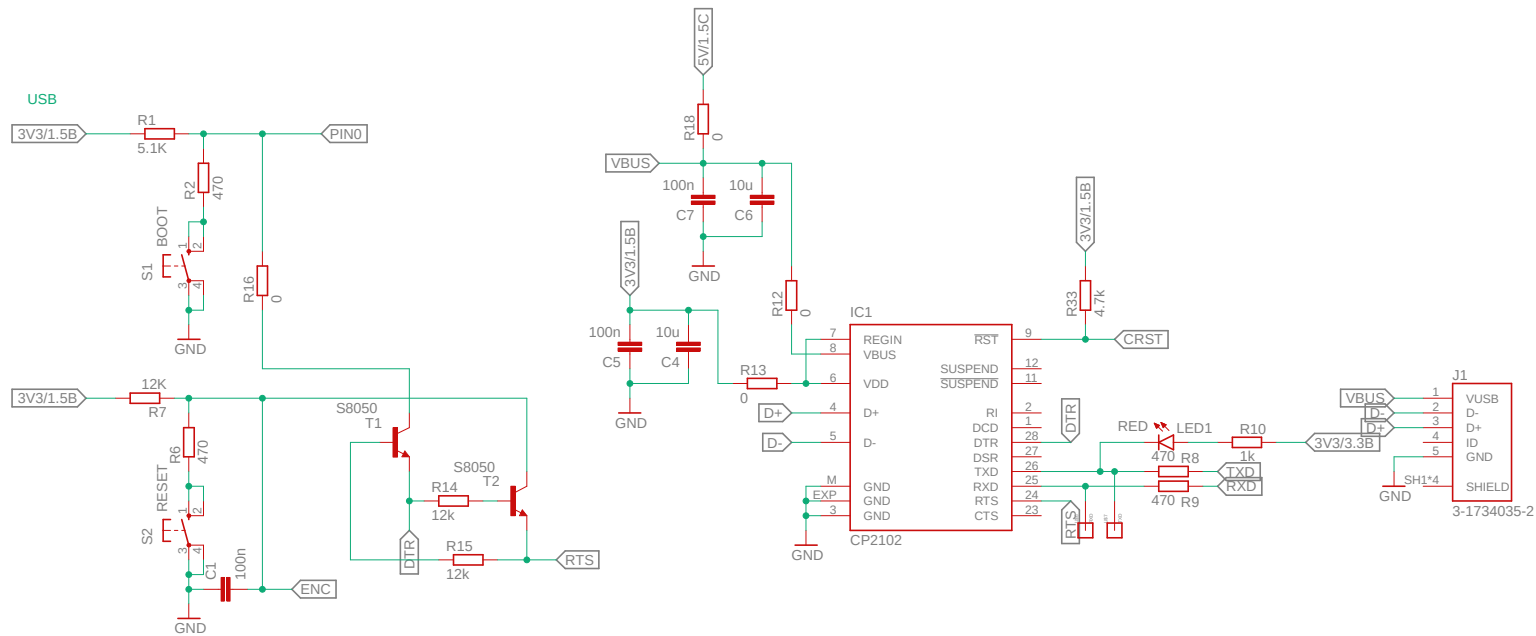 USB
3V3/1.5B
R1
5.1K
PIN0
R2
470
BOOT
S1
1
2
3
4
GND
R16
0
3V3/1.5B
12K
R7
R6
470
RESET
S2
1
2
3
4
C1
100n
GND
ENC
S8050
T1
S8050
T2
R14
12k
DTR
R15
12k
RTS
5V/1.5C
R18
0
VBUS
100n
C7
10u
C6
GND
3V3/1.5B
100n
C5
10u
C4
GND
R12
0
R13
0
D+
D-
IC1
7
REGIN
8
VBUS
6
VDD
4
D+
5
D-
M
GND
EXP
GND
3
GND
GND
RST
9
SUSPEND
12
SUSPEND
11
RI
2
DCD
1
DTR
28
DSR
27
TXD
26
RXD
25
RTS
24
CTS
23
CP2102
3V3/1.5B
R33
4.7k
CRST
DTR
RTS
RED
LED1
R10
1k
3V3/3.3B
470
R8
TXD
RXD
470
R9
J1
VBUS
1
VUSB
D-
2
D-
D+
3
D+
4
ID
5
GND
GND
SH1*4
SHIELD
3-1734035-2